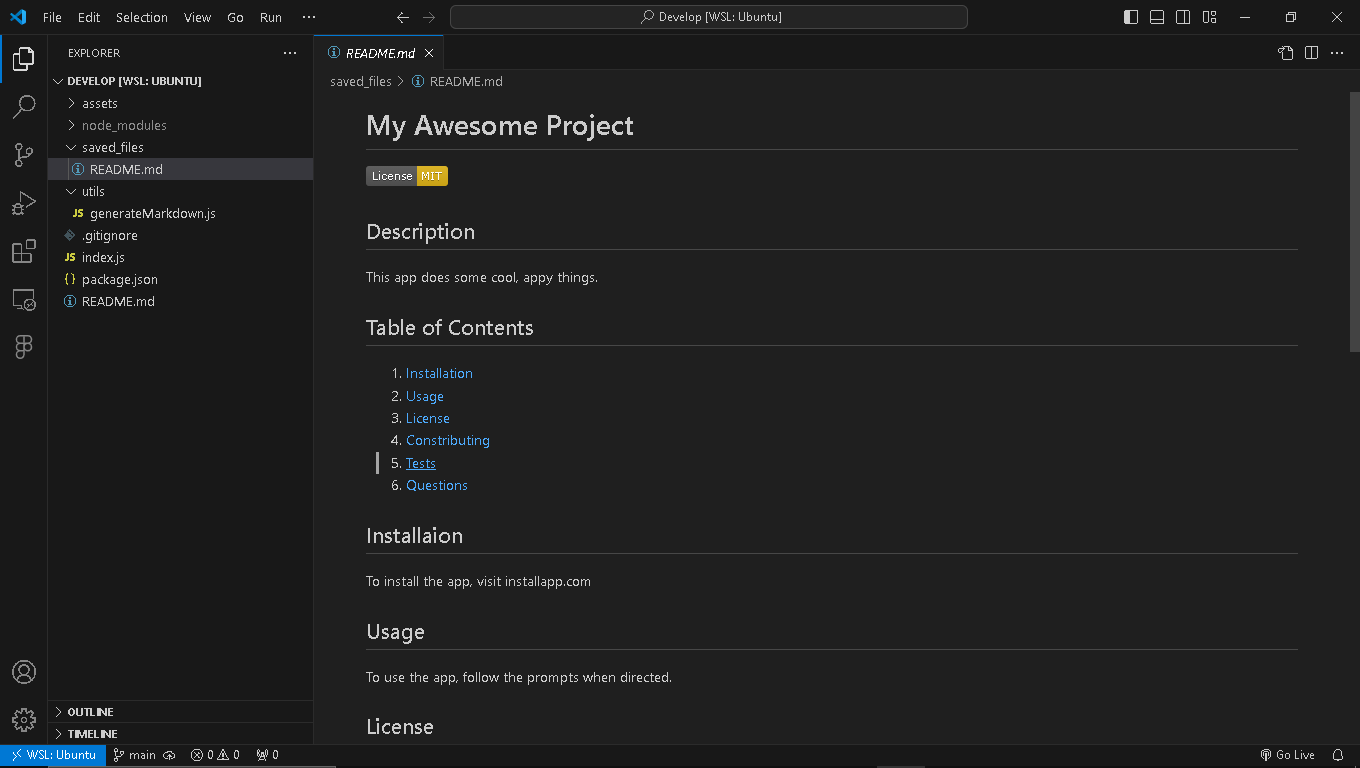 File Edit Selection View Go Run ··· Develop [WSL: Ubuntu]
EXPLORER ···
DEVELOP [WSL: UBUNTU]
assets
node_modules
saved_files
README.md
utils
JS generateMarkdown.js
.gitignore
JS index.js
{} package.json
README.md
OUTLINE
TIMELINE
README.md
saved_files > README.md
My Awesome Project
License MIT
Description
This app does some cool, appy things.
Table of Contents
1. Installation
2. Usage
3. License
4. Constributing
5. Tests
6. Questions
Installaion
To install the app, visit installapp.com
Usage
To use the app, follow the prompts when directed.
License
WSL: Ubuntu main 0 0 0 Go Live